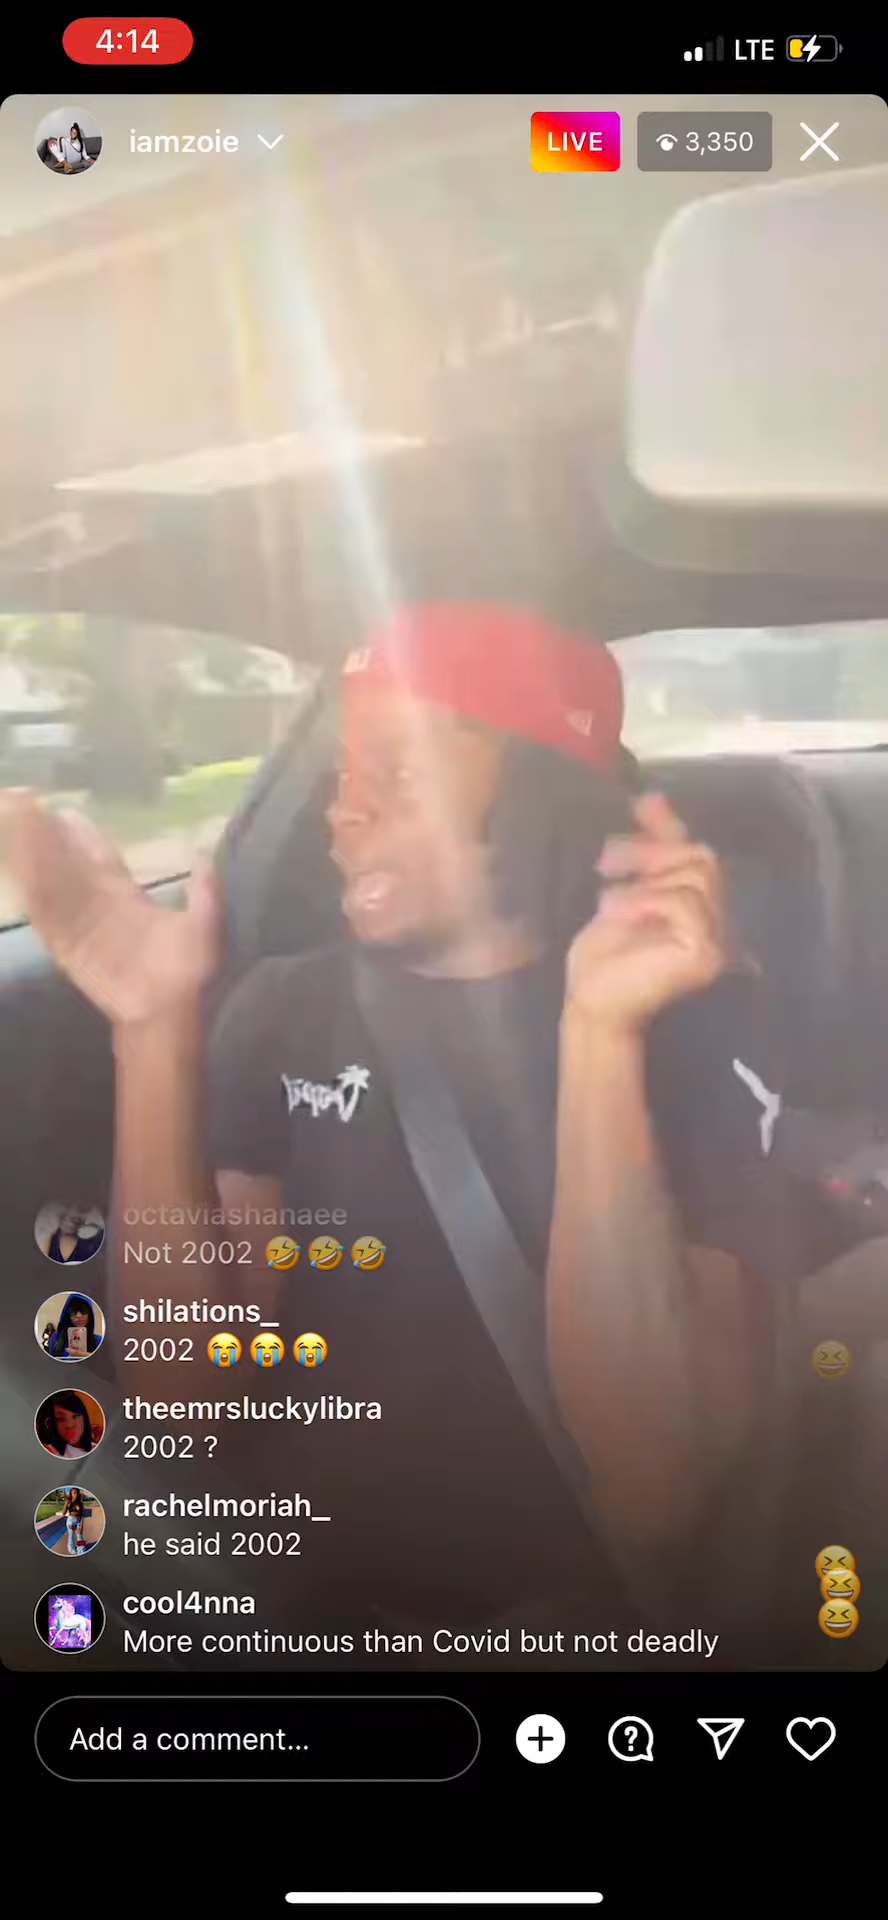 4:14
LTE
iamzoie
LIVE
3,350
octaviashanaee
Not 2002 🤣🤣🤣
shilations_
2002 😭😭😭
theemrsluckylibra
2002 ?
rachelmoriah_
he said 2002
cool4nna
More continuous than Covid but not deadly
Add a comment...